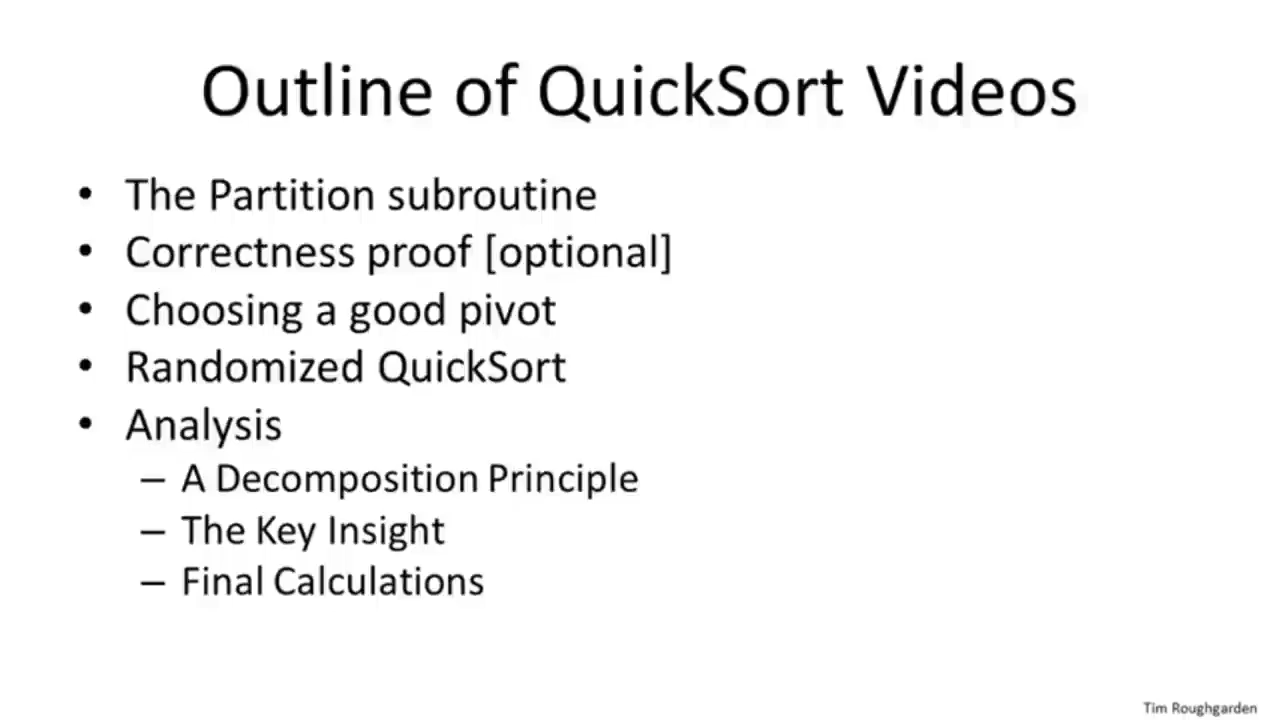 Outline of QuickSort Videos
• The Partition subroutine
• Correctness proof [optional]
• Choosing a good pivot
• Randomized QuickSort
• Analysis
– A Decomposition Principle
– The Key Insight
– Final Calculations
Tim Roughgarden